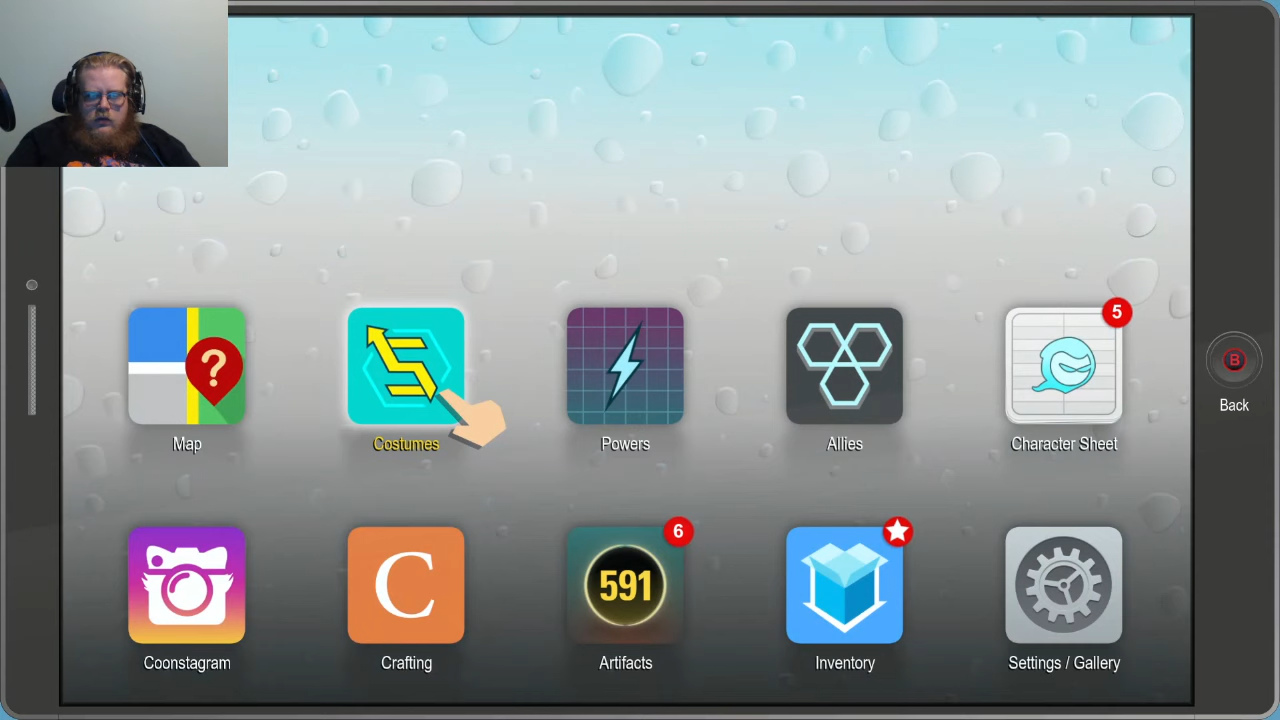 5
?
B
Back
Map
Costumes
Powers
Allies
Character Sheet
6
C
591
Coonstagram
Crafting
Artifacts
Inventory
Settings / Gallery